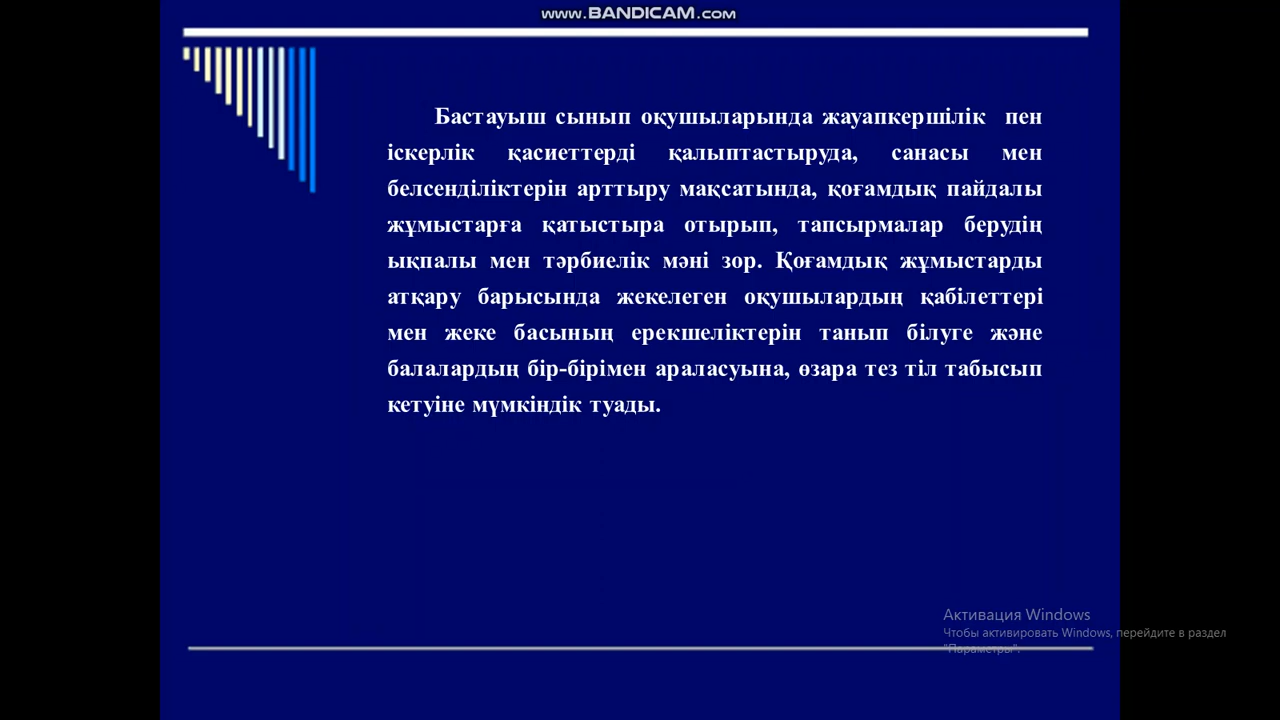 www.BANDICAM.com
Бастауыш сынып оқушыларында жауапкершілік пен
іскерлік қасиеттерді қалыптастыруда, санасы мен
белсенділіктерін арттыру мақсатында, қоғамдық пайдалы
жұмыстарға қатыстыра отырып, тапсырмалар берудің
ықпалы мен тәрбиелік мәні зор. Қоғамдық жұмыстарды
атқару барысында жекелеген оқушылардың қабілеттері
мен жеке басының ерекшеліктерін танып білуге және
балалардың бір-бірімен араласуына, өзара тез тіл табысып
кетуіне мүмкіндік туады.
Активация Windows
Чтобы активировать Windows, перейдите в раздел
"Параметры".